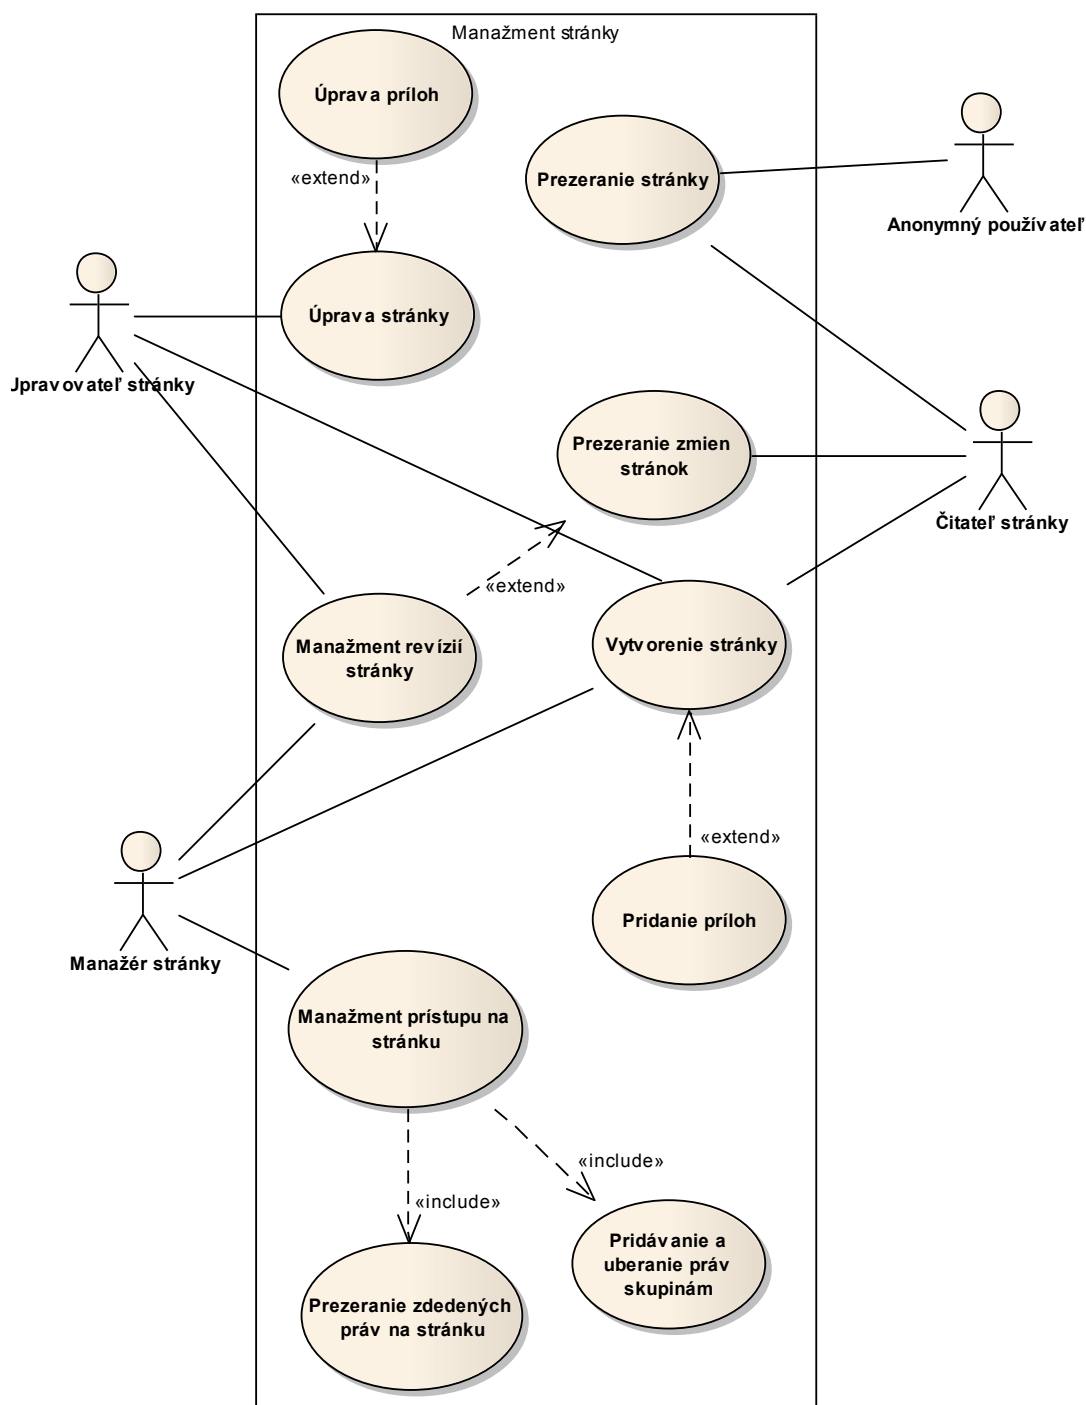 Manažment stránky
Úprava príloh
«extend»
Prezeranie stránky
Anonymný používateľ
Úprava stránky
Upravovateľ stránky
Prezeranie zmien
stránok
Čitateľ stránky
«extend»
Manažment revízií
stránky
Vytvorenie stránky
«extend»
Pridanie príloh
Manažér stránky
Manažment prístupu na
stránku
«include»
«include»
Pridávanie a
uberanie práv
skupinám
Prezeranie zdedených
práv na stránku